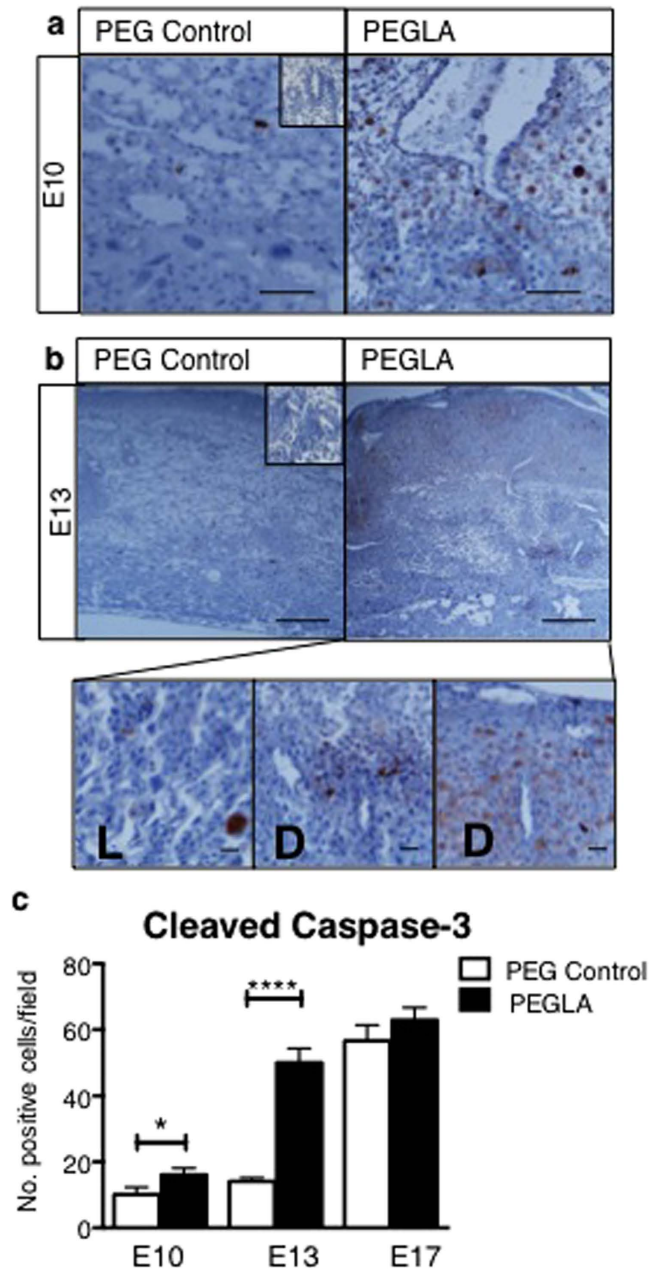 a
PEG Control PEGLA
E10
b
PEG Control PEGLA
E13
L D D
c
Cleaved Caspase-3
PEG Control
PEGLA
No. positive cells/field
80
60
40
20
0
* ****
E10 E13 E17